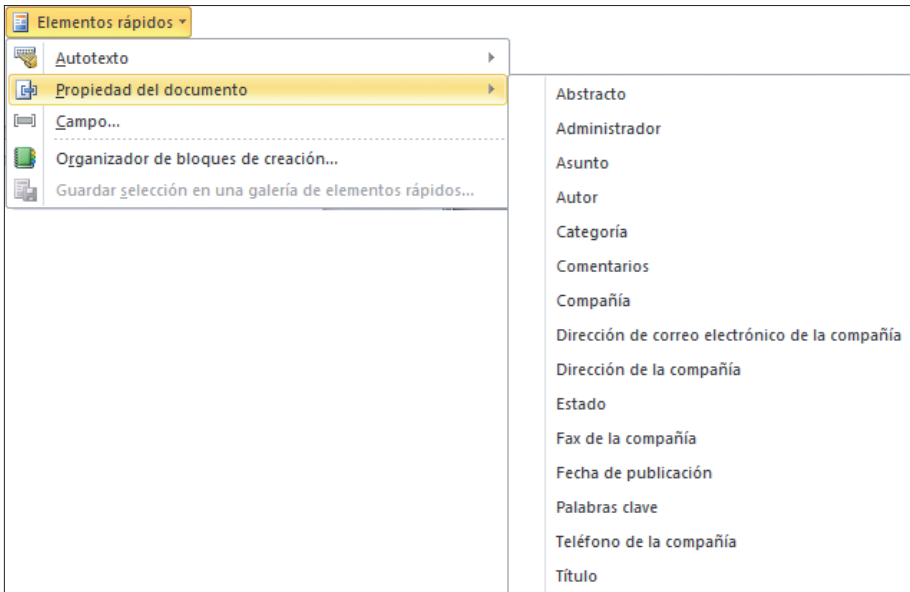 Elementos rápidos
Autotexto
Propiedad del documento
Campo...
Organizador de bloques de creación...
Guardar selección en una galería de elementos rápidos...
Abstracto
Administrador
Asunto
Autor
Categoría
Comentarios
Compañía
Dirección de correo electrónico de la compañía
Dirección de la compañía
Estado
Fax de la compañía
Fecha de publicación
Palabras clave
Teléfono de la compañía
Título